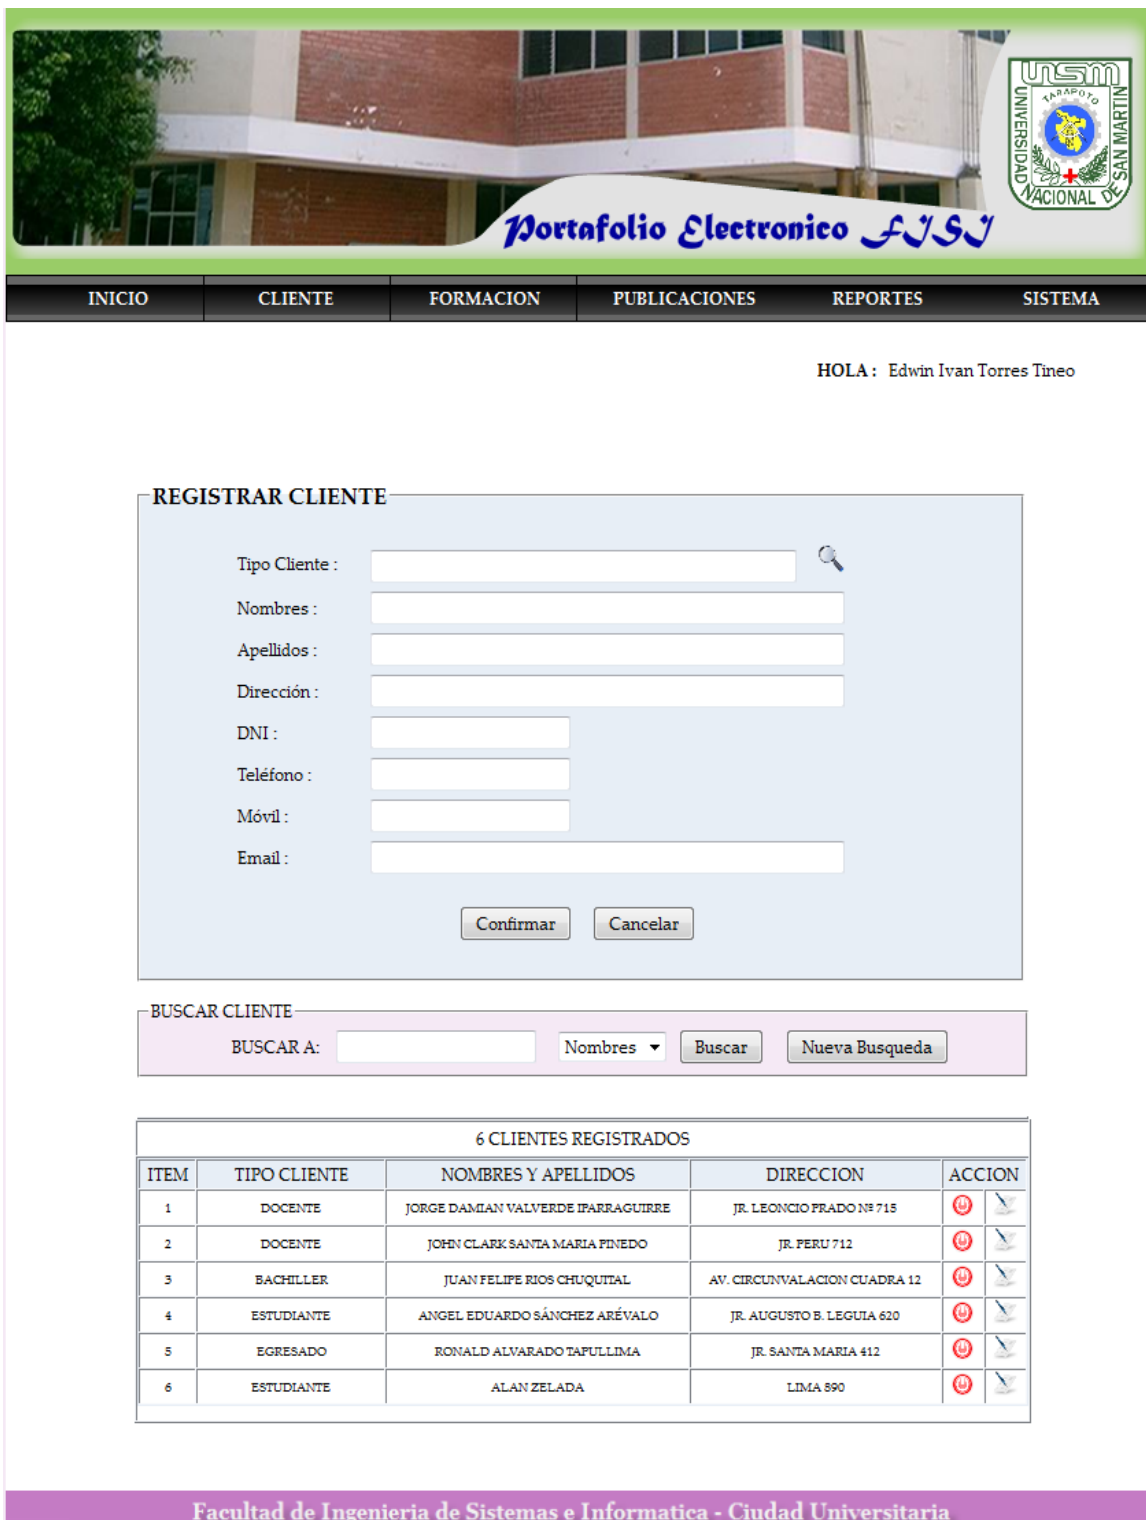 unsm
TARAPOTO
UNIVERSIDAD NACIONAL DE SAN MARTIN
Portafolio Electronico FISI
INICIO CLIENTE FORMACION PUBLICACIONES REPORTES SISTEMA
HOLA : Edwin Ivan Torres Tineo
REGISTRAR CLIENTE
Tipo Cliente :
Nombres :
Apellidos :
Dirección :
DNI :
Teléfono :
Móvil :
Email :
Confirmar Cancelar
BUSCAR CLIENTE
BUSCAR A: Nombres Buscar Nueva Busqueda
6 CLIENTES REGISTRADOS
ITEM TIPO CLIENTE NOMBRES Y APELLIDOS DIRECCION ACCION
1 DOCENTE JORGE DAMIAN VALVERDE IPARRAGUIRRE JR. LEONCIO PRADO Nº 715
2 DOCENTE JOHN CLARK SANTA MARIA PINEDO JR. PERU 712
3 BACHILLER JUAN FELIPE RIOS CHUQUITAL AV. CIRCUNVALACION CUADRA 12
4 ESTUDIANTE ANGEL EDUARDO SÁNCHEZ ARÉVALO JR. AUGUSTO B. LEGUIA 620
5 EGRESADO RONALD ALVARADO TAPULLIMA JR. SANTA MARIA 412
6 ESTUDIANTE ALAN ZELADA LIMA 890
Facultad de Ingenieria de Sistemas e Informatica - Ciudad Universitaria